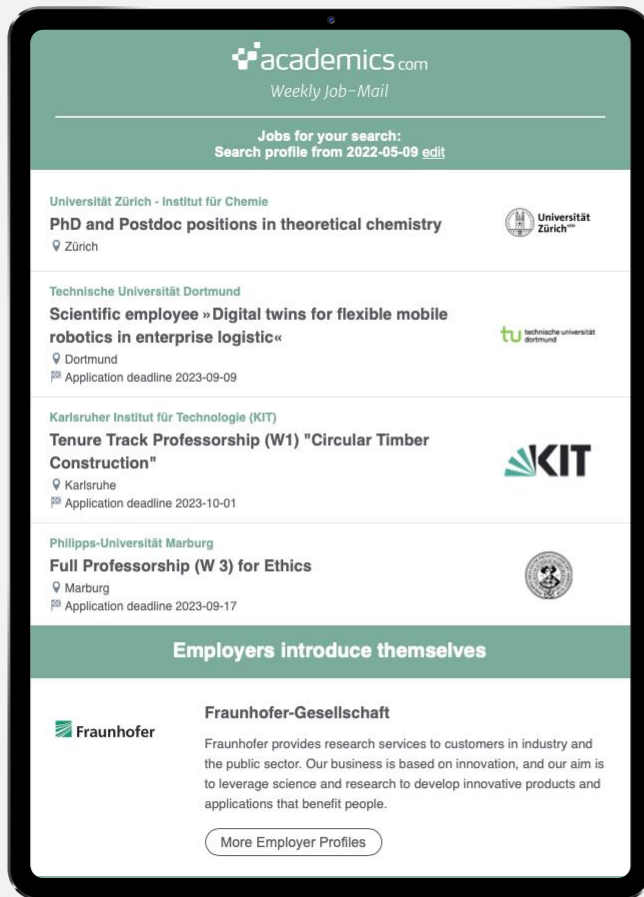 academics.com
Weekly Job-Mail
Jobs for your search:
Search profile from 2022-05-09 edit
Universität Zürich - Institut für Chemie
PhD and Postdoc positions in theoretical chemistry
Zürich
Universität
Zürich
Technische Universität Dortmund
Scientific employee »Digital twins for flexible mobile
robotics in enterprise logistic«
Dortmund
Application deadline 2023-09-09
tu technische universität
dortmund
Karlsruher Institut für Technologie (KIT)
Tenure Track Professorship (W1) "Circular Timber
Construction"
Karlsruhe
Application deadline 2023-10-01
KIT
Philipps-Universität Marburg
Full Professorship (W 3) for Ethics
Marburg
Application deadline 2023-09-17
Employers introduce themselves
Fraunhofer
Fraunhofer-Gesellschaft
Fraunhofer provides research services to customers in industry and
the public sector. Our business is based on innovation, and our aim is
to leverage science and research to develop innovative products and
applications that benefit people.
More Employer Profiles